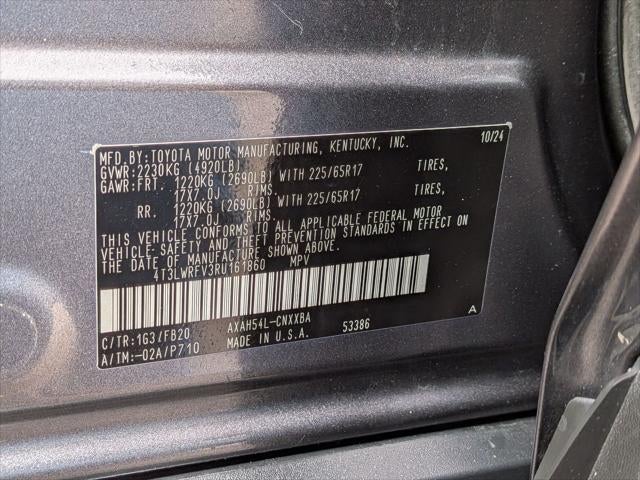 MFD. BY:TOYOTA MOTOR MANUFACTURING, KENTUCKY, INC. 10/24
GVWR:2230KG (4920LB)
GAWR:FRT. 1220KG (2690LB) WITH 225/65R17 TIRES,
17X7.0J RIMS.
RR. 1220KG (2690LB) WITH 225/65R17 TIRES,
17X7.0J RIMS.
THIS VEHICLE CONFORMS TO ALL APPLICABLE FEDERAL MOTOR
VEHICLE SAFETY AND THEFT PREVENTION STANDARDS IN EFFECT ON
THE DATE OF MANUFACTURE SHOWN ABOVE.
4T3LWRFV3RU161860 MPV
C/TR:1G3/FB20 AXAH54L-CNXXBA 53386 A
A/TM:-02A/P710 MADE IN U.S.A.